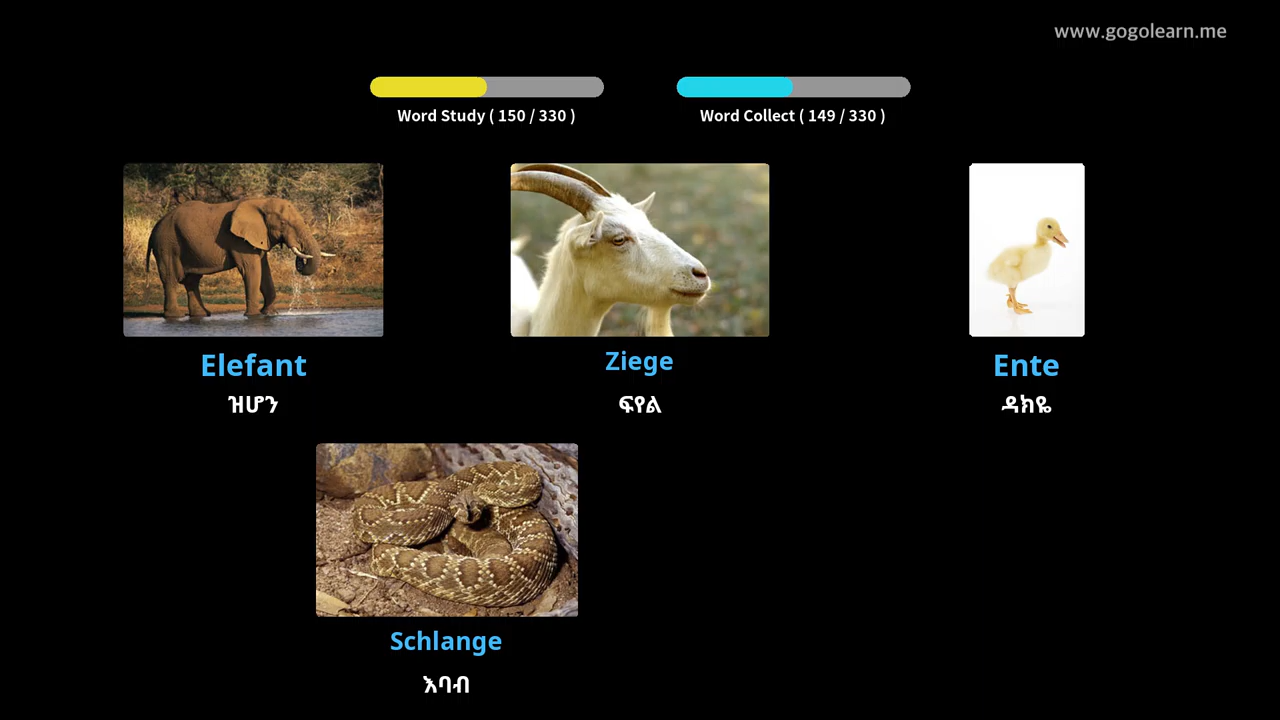 www.gogolearn.me
Word Study ( 150 / 330 )
Word Collect ( 149 / 330 )
Elefant
ዝሆን
Ziege
ፍየል
Ente
ዳክዬ
Schlange
እባብ